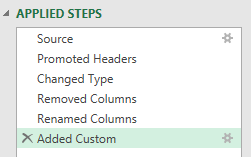 APPLIED STEPS
Source
Promoted Headers
Changed Type
Removed Columns
Renamed Columns
Added Custom